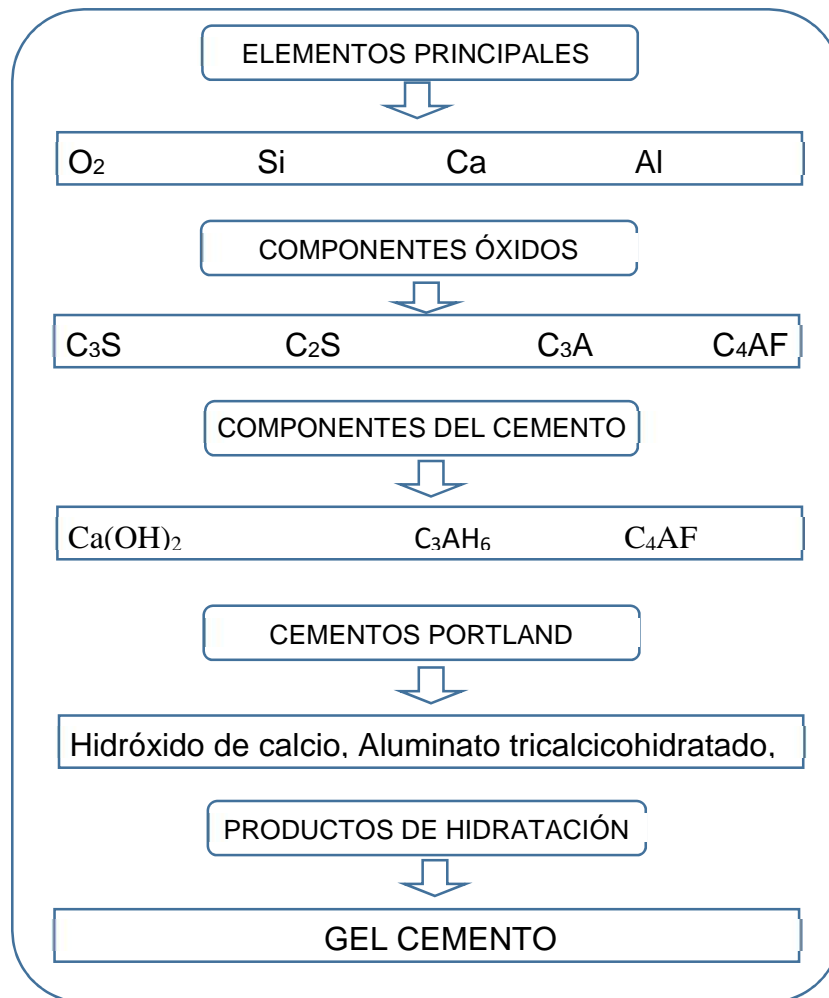 ELEMENTOS PRINCIPALES
O₂ Si Ca Al
COMPONENTES ÓXIDOS
C₃S C₂S C₃A C₄AF
COMPONENTES DEL CEMENTO
Ca(OH)₂ C₃AH₆ C₄AF
CEMENTOS PORTLAND
Hidróxido de calcio, Aluminato tricalcicohidratado,
PRODUCTOS DE HIDRATACIÓN
GEL CEMENTO